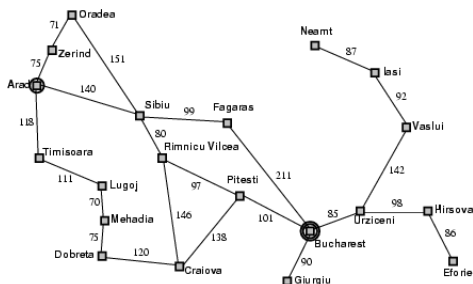 Oradea
71
Neamt
Zerind
87
75
151
Iasi
Arad
140
92
Sibiu
99
Fagaras
118
80
Vaslui
Timisoara
Rimnicu Vilcea
111
211
142
Lugoj
97
Pitesti
70
98
Hirsova
146
85
Mehadia
101
Urziceni
75
138
86
Bucharest
120
Dobreta
90
Craiova
Eforie
Giurgiu